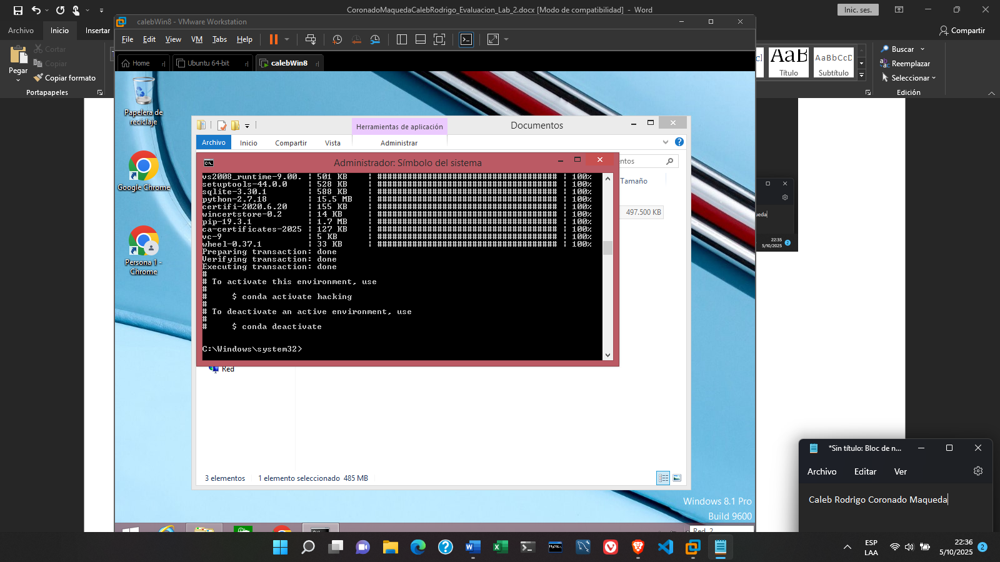 CoronadoMaquedaCalebRodrigo_Evaluacion_Lab_2.docx [Modo de compatibilidad] - Word
Inic. ses.
Archivo
Inicio
Insertar
Compartir
calebWin8 - VMware Workstation
File Edit View VM Tabs Help
Home
Ubuntu 64-bit
calebWin8
Pegar
Cortar
Copiar
Copiar formato
Portapapeles
AaB
Título
AaBbCcD
Subtítulo
Buscar
Reemplazar
Seleccionar
Edición
Papelera de
reciclaje
Google Chrome
Persona 1 -
Chrome
Herramientas de aplicación
Documentos
Archivo
Inicio
Compartir
Vista
Administrar
Tamaño
497.500 KB
Administrador: Símbolo del sistema
vs2008_runtime-9.00. | 501 KB | #################################### | 100%
setuptools-44.0.0 | 528 KB | #################################### | 100%
sqlite-3.30.1 | 588 KB | #################################### | 100%
python-2.7.18 | 15.5 MB | #################################### | 100%
certifi-2020.6.20 | 155 KB | #################################### | 100%
wincertstore-0.2 | 14 KB | #################################### | 100%
pip-19.3.1 | 1.7 MB | #################################### | 100%
ca-certificates-2025 | 127 KB | #################################### | 100%
vc-9 | 5 KB | #################################### | 100%
wheel-0.37.1 | 33 KB | #################################### | 100%
Preparing transaction: done
Verifying transaction: done
Executing transaction: done
#
# To activate this environment, use
#
# $ conda activate hacking
#
# To deactivate an active environment, use
#
# $ conda deactivate
C:\Windows\system32>
Red
3 elementos
1 elemento seleccionado 485 MB
Windows 8.1 Pro
Build 9600
22:35
5/10/2025
2
*Sin título: Bloc de n...
Archivo
Editar
Ver
Caleb Rodrigo Coronado Maqueda
ESP
LAA
22:36
5/10/2025
2